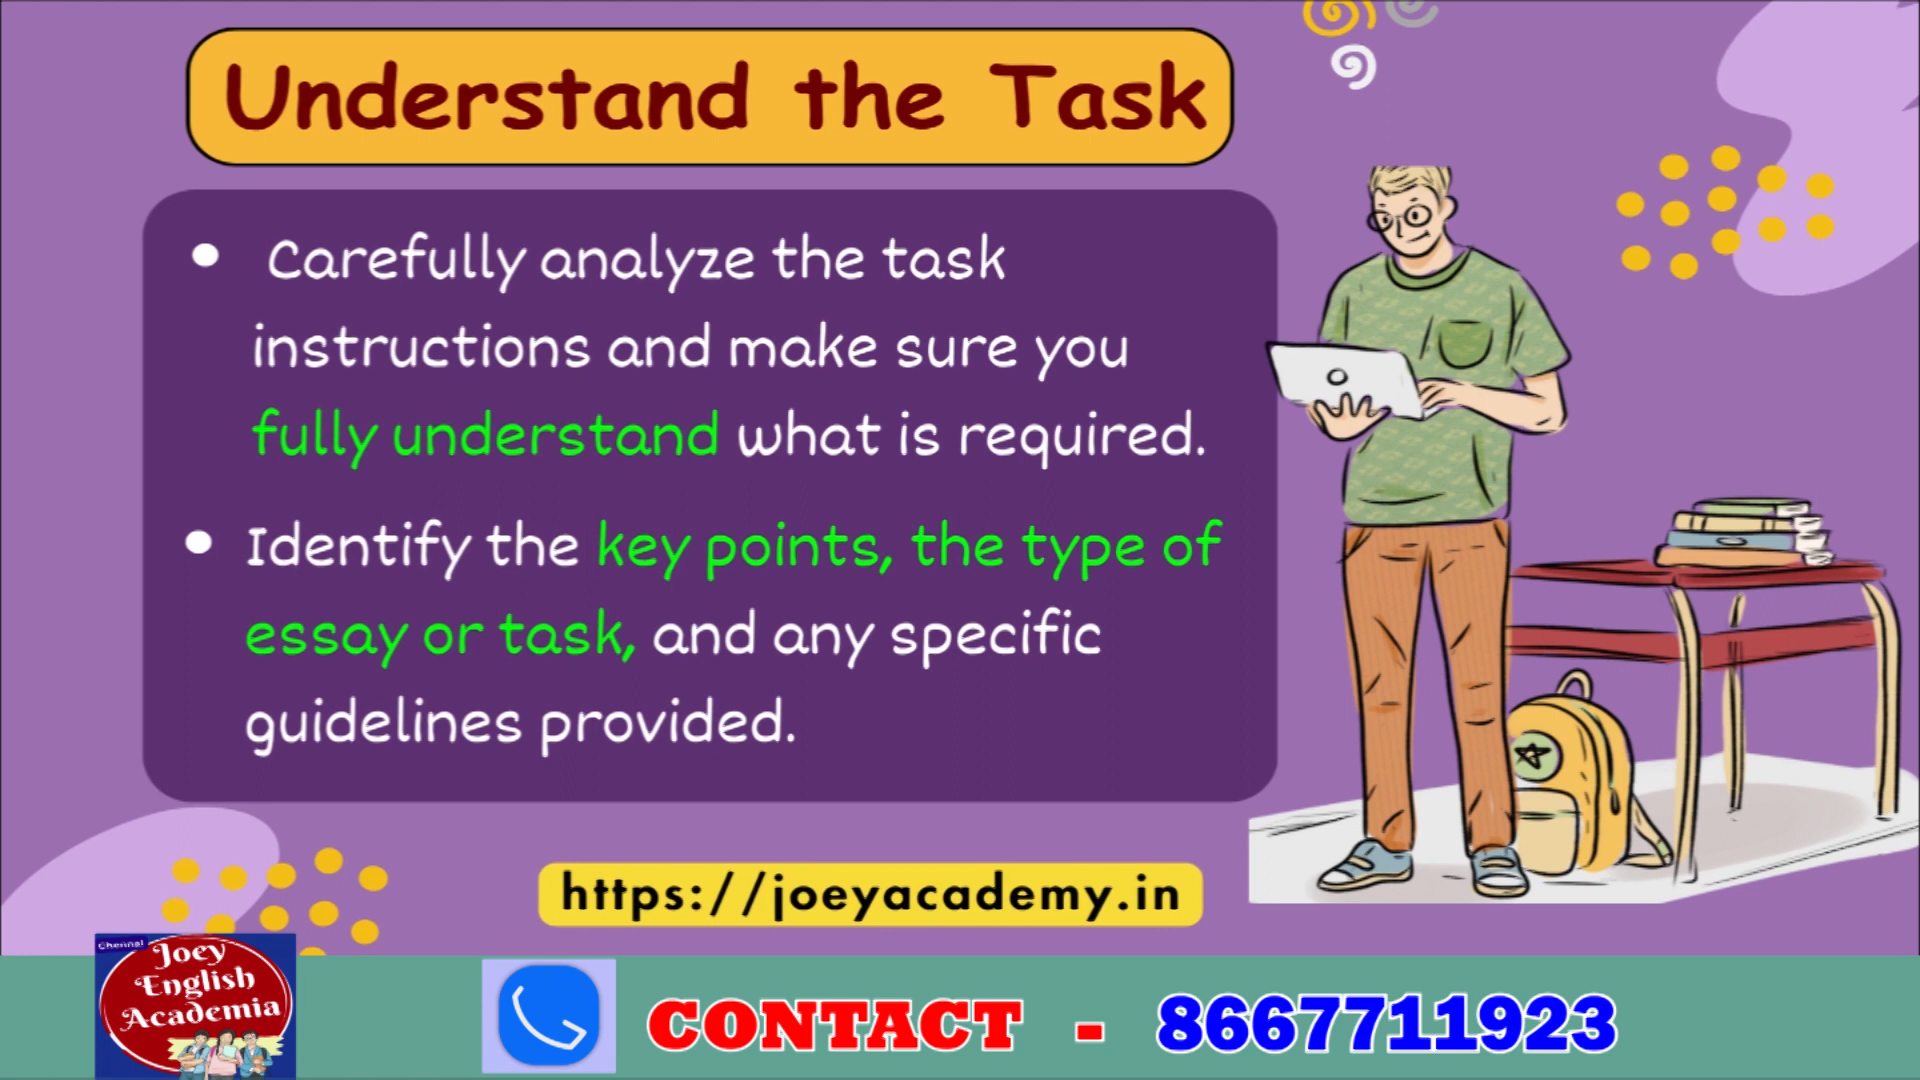 Understand the Task
• Carefully analyze the task
instructions and make sure you
fully understand what is required.
• Identify the key points, the type of
essay or task, and any specific
guidelines provided.
https://joeyacademy.in
Chennai
Joey
English
Academia
CONTACT - 8667711923